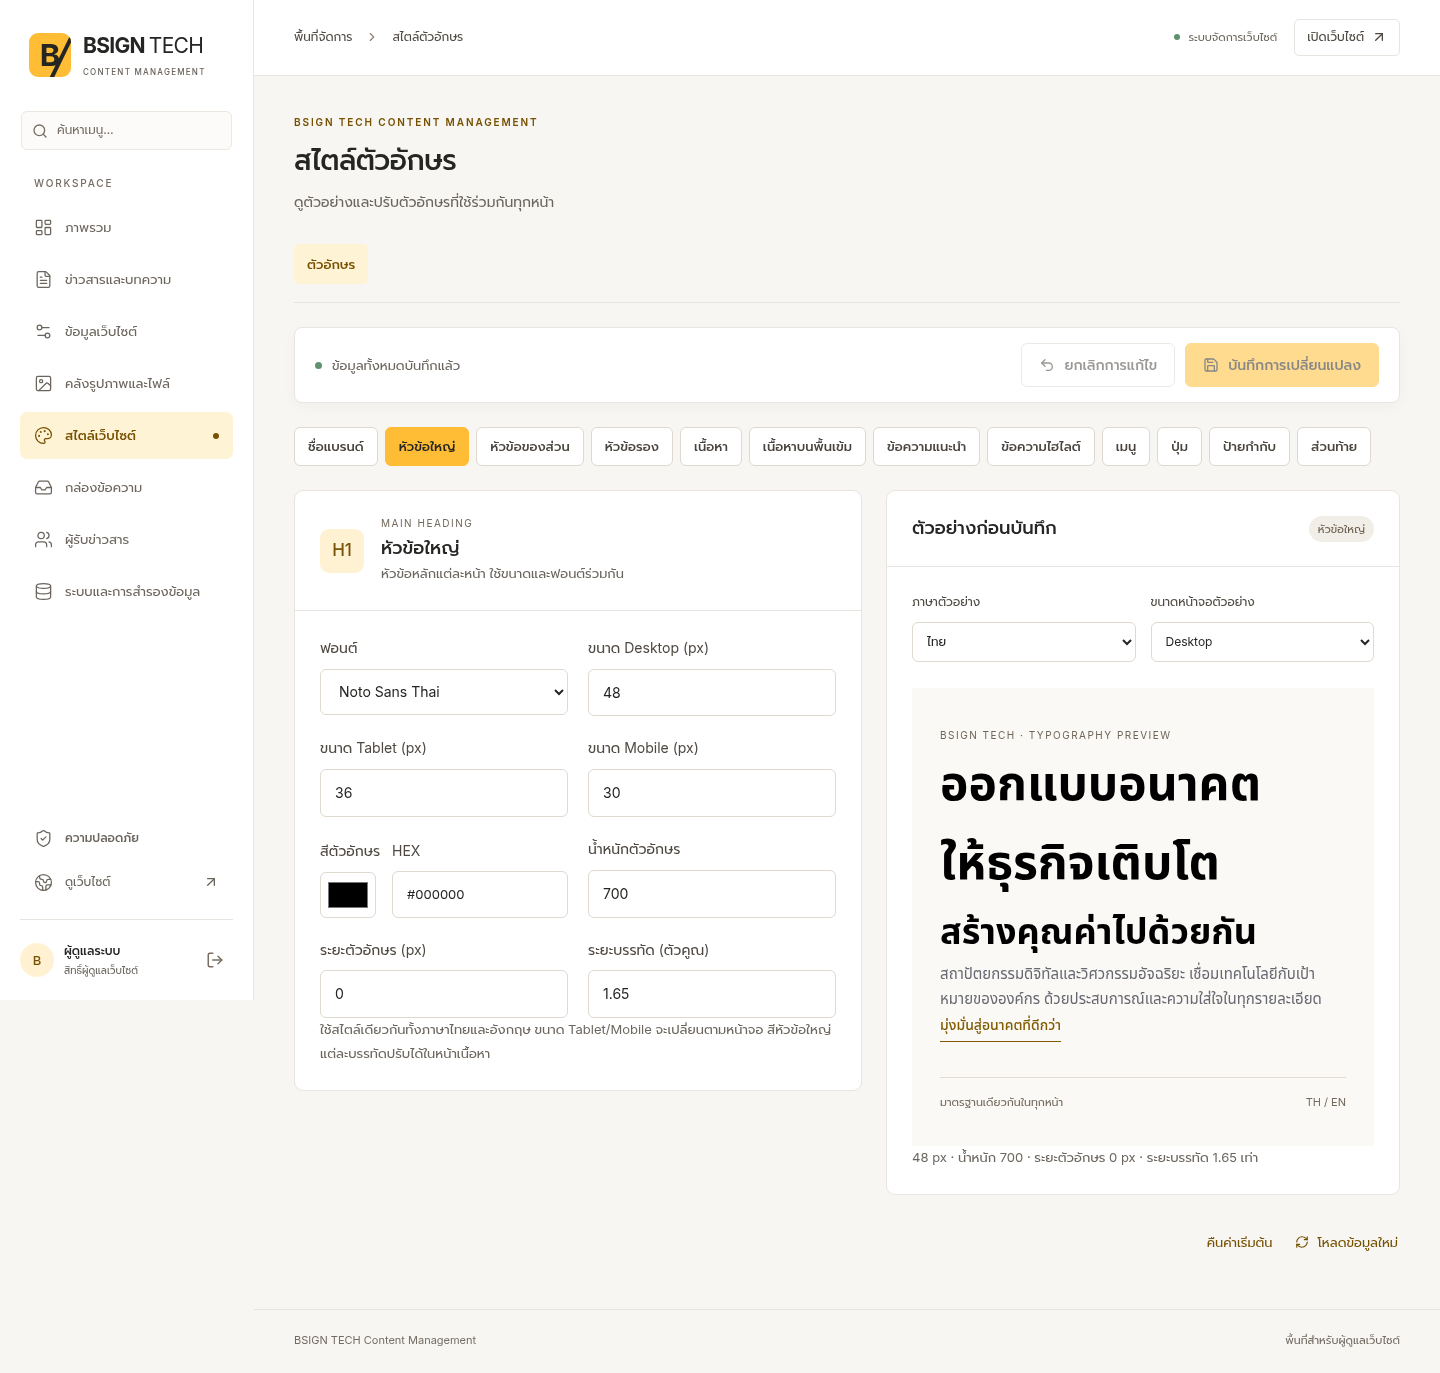 BSIGN TECH
CONTENT MANAGEMENT
ค้นหาเมนู...
WORKSPACE
ภาพรวม
ข่าวสารและบทความ
ข้อมูลเว็บไซต์
คลังรูปภาพและไฟล์
สไตล์เว็บไซต์
กล่องข้อความ
ผู้รับข่าวสาร
ระบบและการสำรองข้อมูล
ความปลอดภัย
ดูเว็บไซต์
B
ผู้ดูแลระบบ
สิทธิ์ผู้ดูแลเว็บไซต์
พื้นที่จัดการ
สไตล์ตัวอักษร
ระบบจัดการเว็บไซต์
เปิดเว็บไซต์
BSIGN TECH CONTENT MANAGEMENT
สไตล์ตัวอักษร
ดูตัวอย่างและปรับตัวอักษรที่ใช้ร่วมกันทุกหน้า
ตัวอักษร
ข้อมูลทั้งหมดบันทึกแล้ว
ยกเลิกการแก้ไข
บันทึกการเปลี่ยนแปลง
ชื่อแบรนด์
หัวข้อใหญ่
หัวข้อของส่วน
หัวข้อรอง
เนื้อหา
เนื้อหาบนพื้นเข้ม
ข้อความแนะนำ
ข้อความไฮไลต์
เมนู
ปุ่ม
ป้ายกำกับ
ส่วนท้าย
H1
MAIN HEADING
หัวข้อใหญ่
หัวข้อหลักแต่ละหน้า ใช้ขนาดและฟอนต์ร่วมกัน
ฟอนต์
Noto Sans Thai
ขนาด Desktop (px)
48
ขนาด Tablet (px)
36
ขนาด Mobile (px)
30
สีตัวอักษร
HEX
#000000
น้ำหนักตัวอักษร
700
ระยะตัวอักษร (px)
0
ระยะบรรทัด (ตัวคูณ)
1.65
ใช้สไตล์เดียวกันทั้งภาษาไทยและอังกฤษ ขนาด Tablet/Mobile จะเปลี่ยนตามหน้าจอ สีหัวข้อใหญ่
แต่ละบรรทัดปรับได้ในหน้าเนื้อหา
ตัวอย่างก่อนบันทึก
หัวข้อใหญ่
ภาษาตัวอย่าง
ไทย
ขนาดหน้าจอตัวอย่าง
Desktop
BSIGN TECH · TYPOGRAPHY PREVIEW
ออกแบบอนาคต
ให้ธุรกิจเติบโต
สร้างคุณค่าไปด้วยกัน
สถาปัตยกรรมดิจิทัลและวิศวกรรมอัจฉริยะ เชื่อมเทคโนโลยีกับเป้า
หมายขององค์กร ด้วยประสบการณ์และความใส่ใจในทุกรายละเอียด
มุ่งมั่นสู่อนาคตที่ดีกว่า
มาตรฐานเดียวกันในทุกหน้า
TH / EN
48 px · น้ำหนัก 700 · ระยะตัวอักษร 0 px · ระยะบรรทัด 1.65 เท่า
คืนค่าเริ่มต้น
โหลดข้อมูลใหม่
BSIGN TECH Content Management
พื้นที่สำหรับผู้ดูแลเว็บไซต์